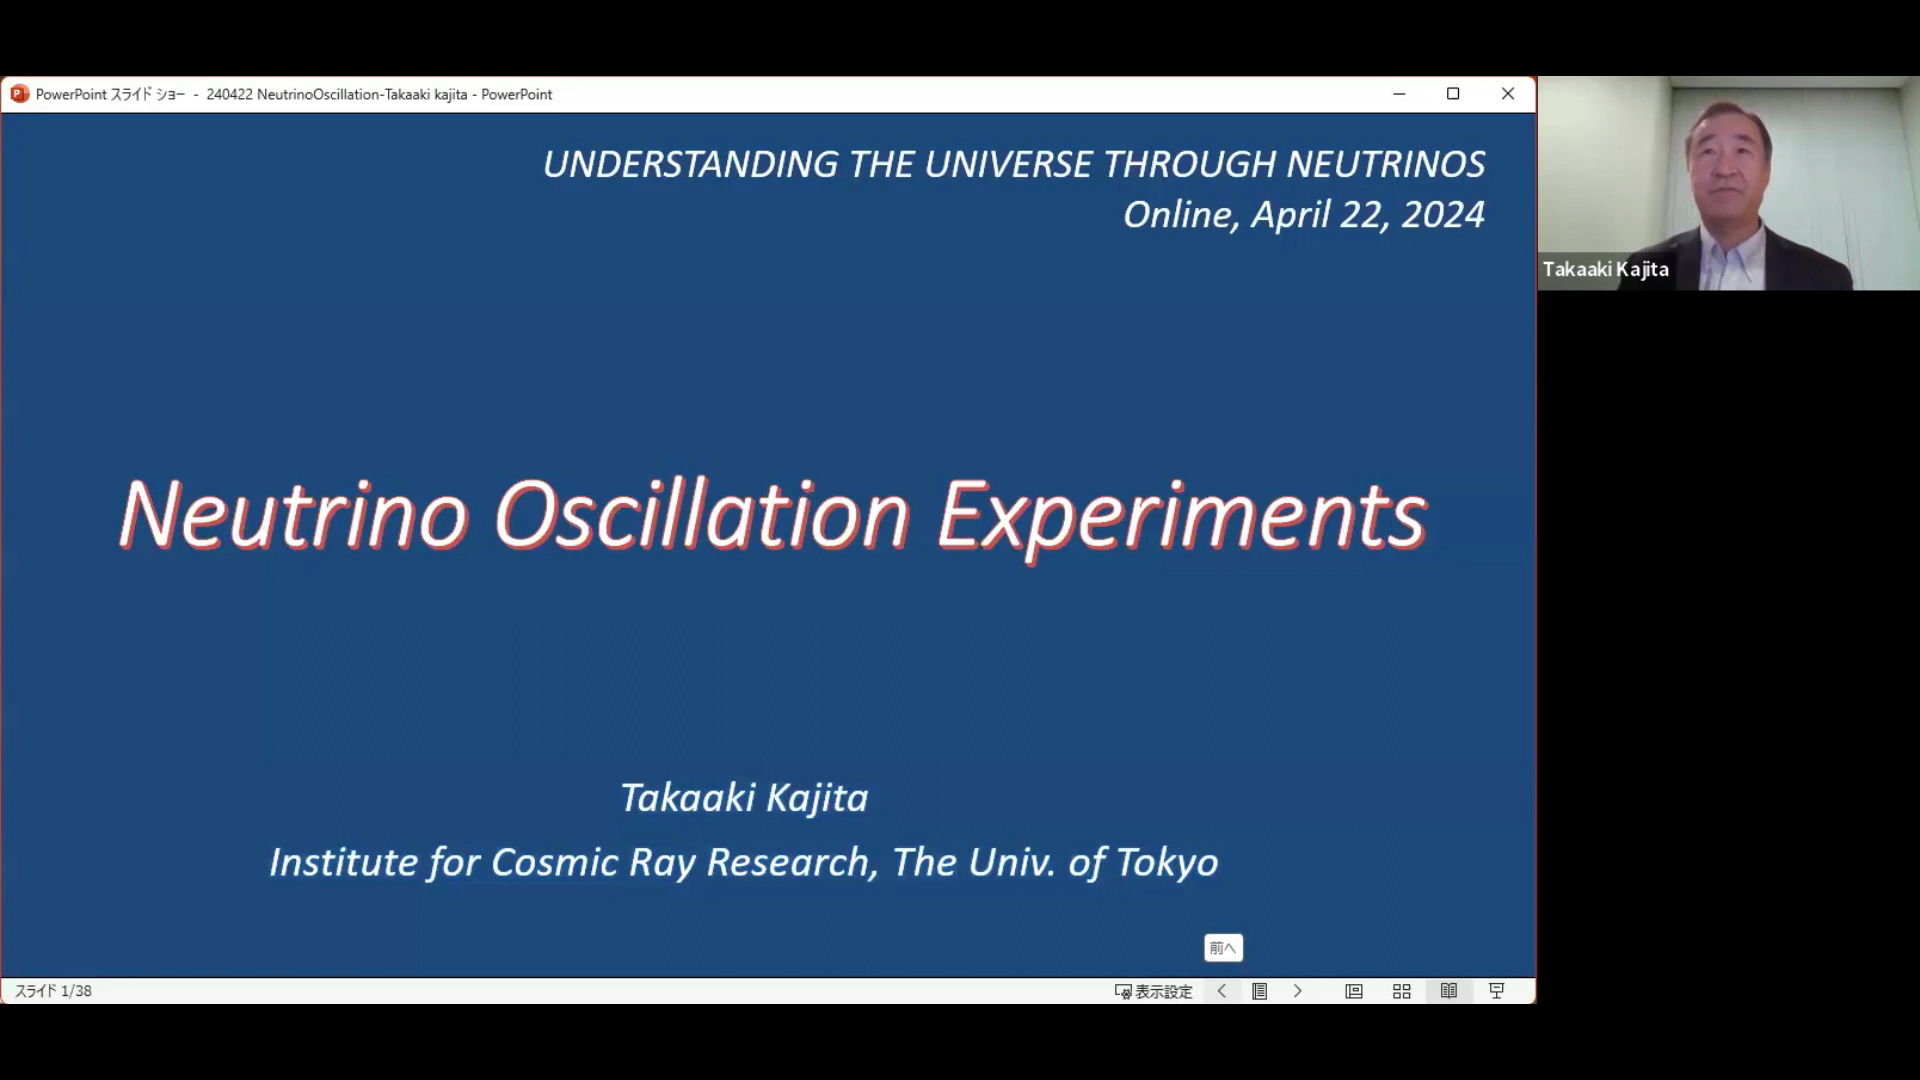 PowerPoint スライド ショー - 240422 NeutrinoOscillation-Takaaki kajita - PowerPoint
UNDERSTANDING THE UNIVERSE THROUGH NEUTRINOS
Online, April 22, 2024
Takaaki Kajita
Neutrino Oscillation Experiments
Takaaki Kajita
Institute for Cosmic Ray Research, The Univ. of Tokyo
前へ
スライド 1/38
表示設定